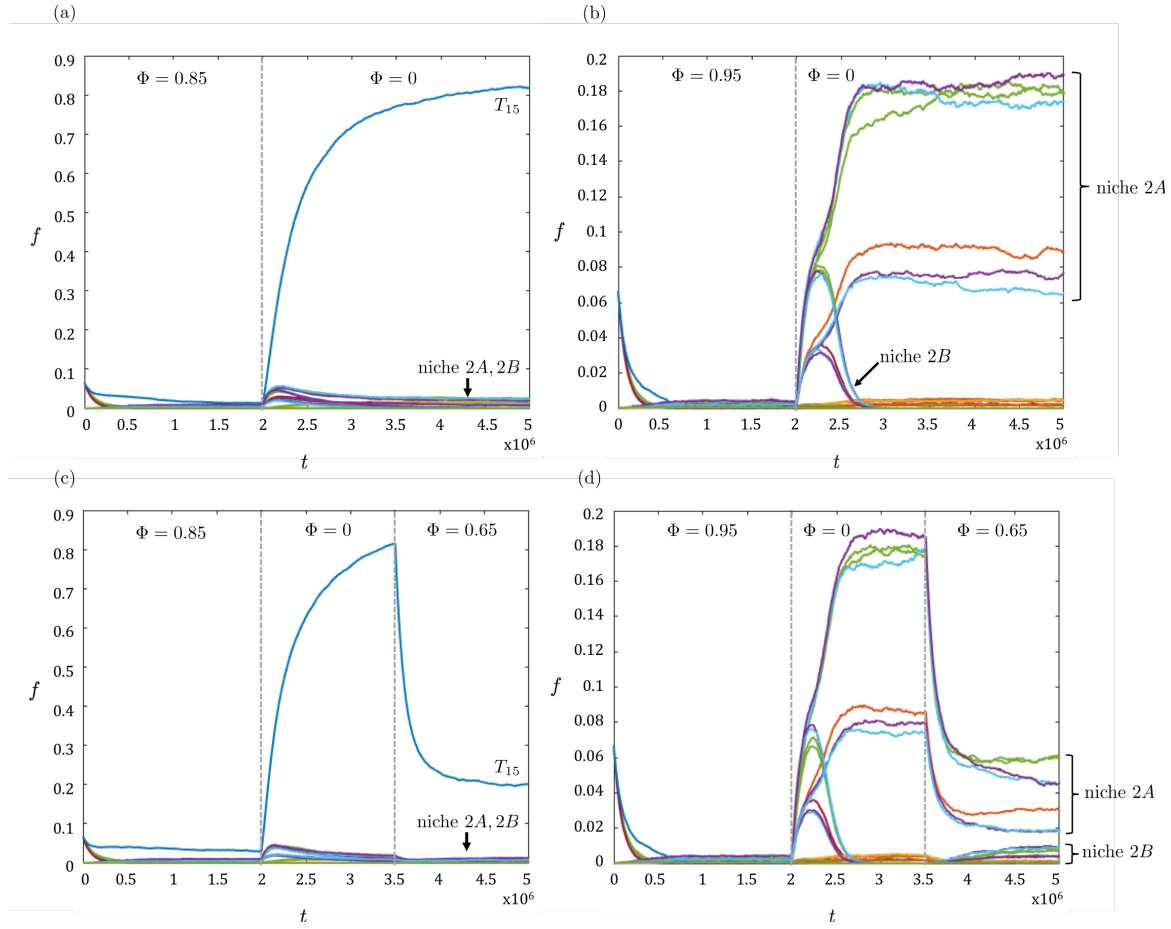 (a)
Φ = 0.85
Φ = 0
T₁₅
niche 2A, 2B
f
0.9
0.8
0.7
0.6
0.5
0.4
0.3
0.2
0.1
0
0 0.5 1 1.5 2 2.5 3 3.5 4 4.5 5
x10⁶
t
(b)
Φ = 0.95
Φ = 0
niche 2A
niche 2B
f
0.2
0.18
0.16
0.14
0.12
0.1
0.08
0.06
0.04
0.02
0
0 0.5 1 1.5 2 2.5 3 3.5 4 4.5 5
x10⁶
t
(c)
Φ = 0.85
Φ = 0
Φ = 0.65
T₁₅
niche 2A, 2B
f
0.9
0.8
0.7
0.6
0.5
0.4
0.3
0.2
0.1
0
0 0.5 1 1.5 2 2.5 3 3.5 4 4.5 5
x10⁶
t
(d)
Φ = 0.95
Φ = 0
Φ = 0.65
niche 2A
niche 2B
f
0.2
0.18
0.16
0.14
0.12
0.1
0.08
0.06
0.04
0.02
0
0 0.5 1 1.5 2 2.5 3 3.5 4 4.5 5
x10⁶
t